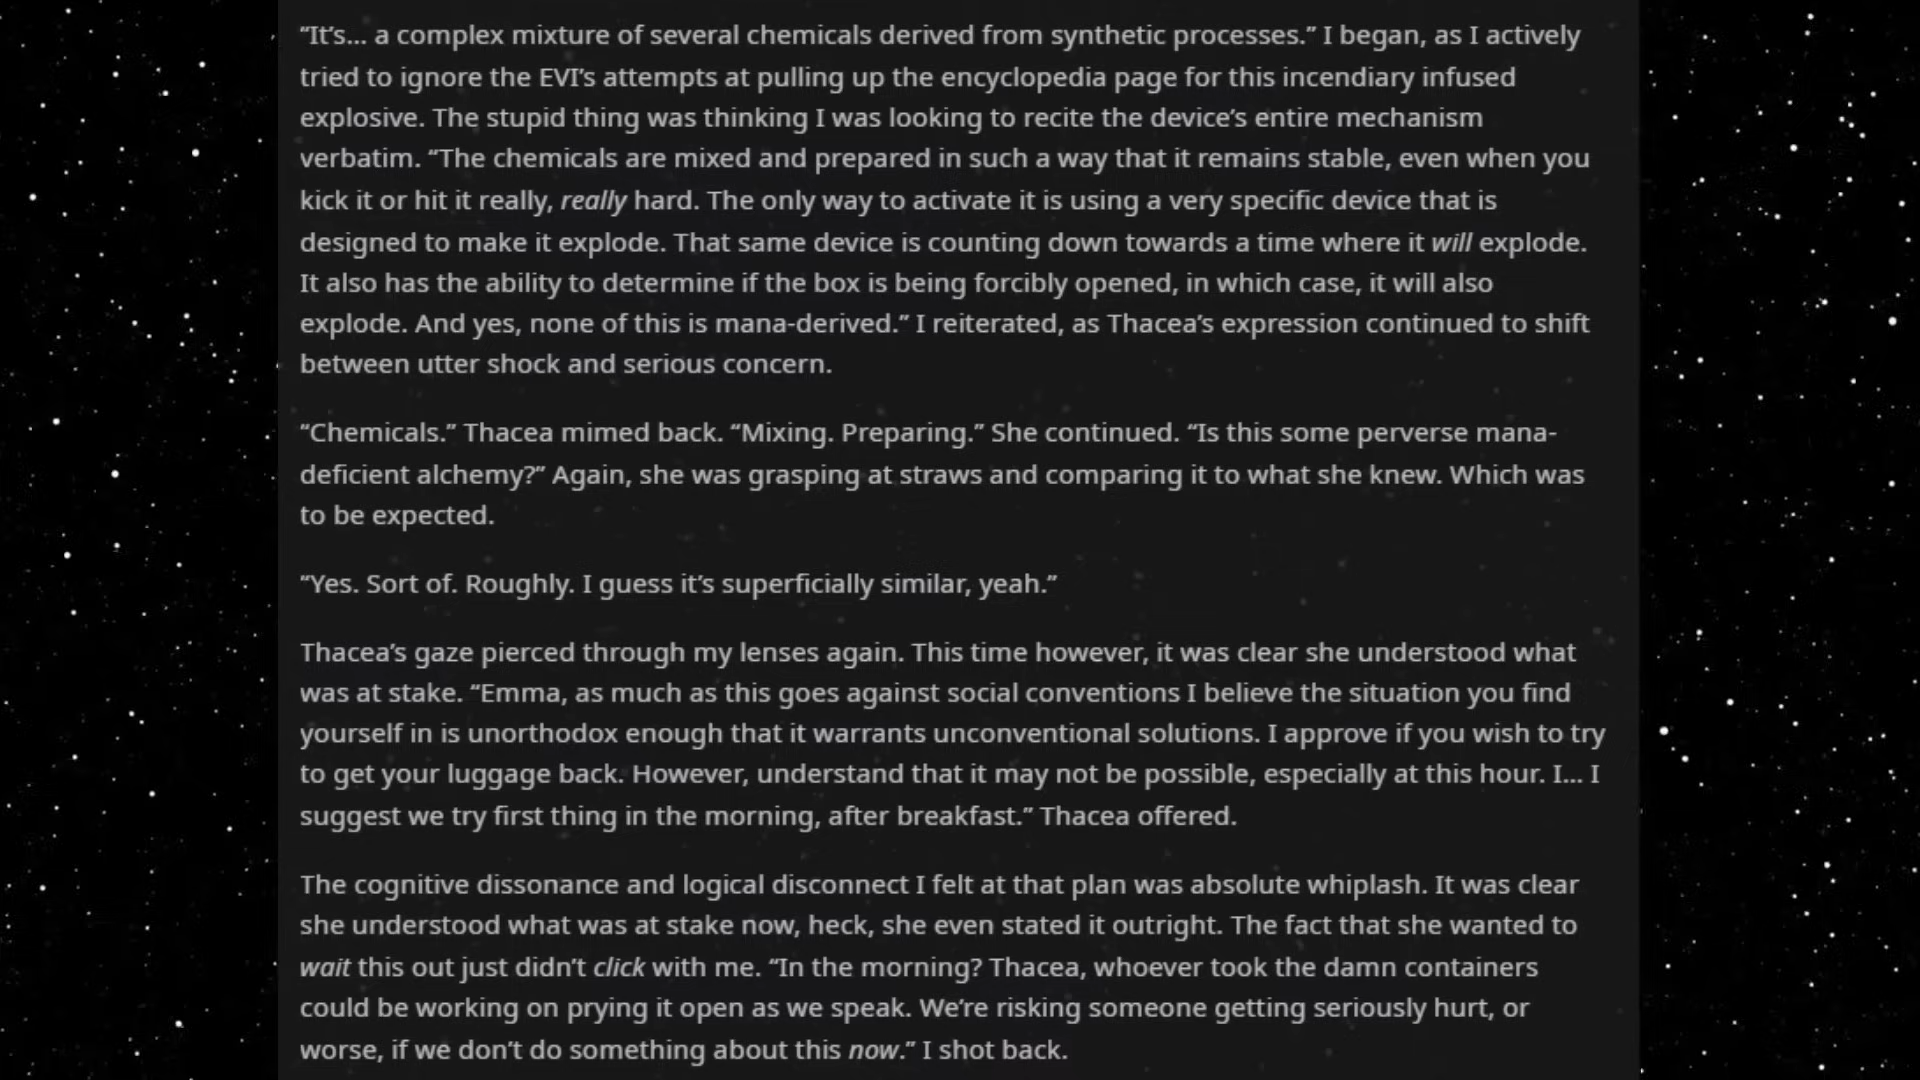 “It’s... a complex mixture of several chemicals derived from synthetic processes.” I began, as I actively
tried to ignore the EVI’s attempts at pulling up the encyclopedia page for this incendiary infused
explosive. The stupid thing was thinking I was looking to recite the device’s entire mechanism
verbatim. “The chemicals are mixed and prepared in such a way that it remains stable, even when you
kick it or hit it really, really hard. The only way to activate it is using a very specific device that is
designed to make it explode. That same device is counting down towards a time where it will explode.
It also has the ability to determine if the box is being forcibly opened, in which case, it will also
explode. And yes, none of this is mana-derived.” I reiterated, as Thacea’s expression continued to shift
between utter shock and serious concern.
“Chemicals.” Thacea mimed back. “Mixing. Preparing.” She continued. “Is this some perverse mana-
deficient alchemy?” Again, she was grasping at straws and comparing it to what she knew. Which was
to be expected.
“Yes. Sort of. Roughly. I guess it’s superficially similar, yeah.”
Thacea’s gaze pierced through my lenses again. This time however, it was clear she understood what
was at stake. “Emma, as much as this goes against social conventions I believe the situation you find
yourself in is unorthodox enough that it warrants unconventional solutions. I approve if you wish to try
to get your luggage back. However, understand that it may not be possible, especially at this hour. I... I
suggest we try first thing in the morning, after breakfast.” Thacea offered.
The cognitive dissonance and logical disconnect I felt at that plan was absolute whiplash. It was clear
she understood what was at stake now, heck, she even stated it outright. The fact that she wanted to
wait this out just didn’t click with me. “In the morning? Thacea, whoever took the damn containers
could be working on prying it open as we speak. We’re risking someone getting seriously hurt, or
worse, if we don’t do something about this now.” I shot back.